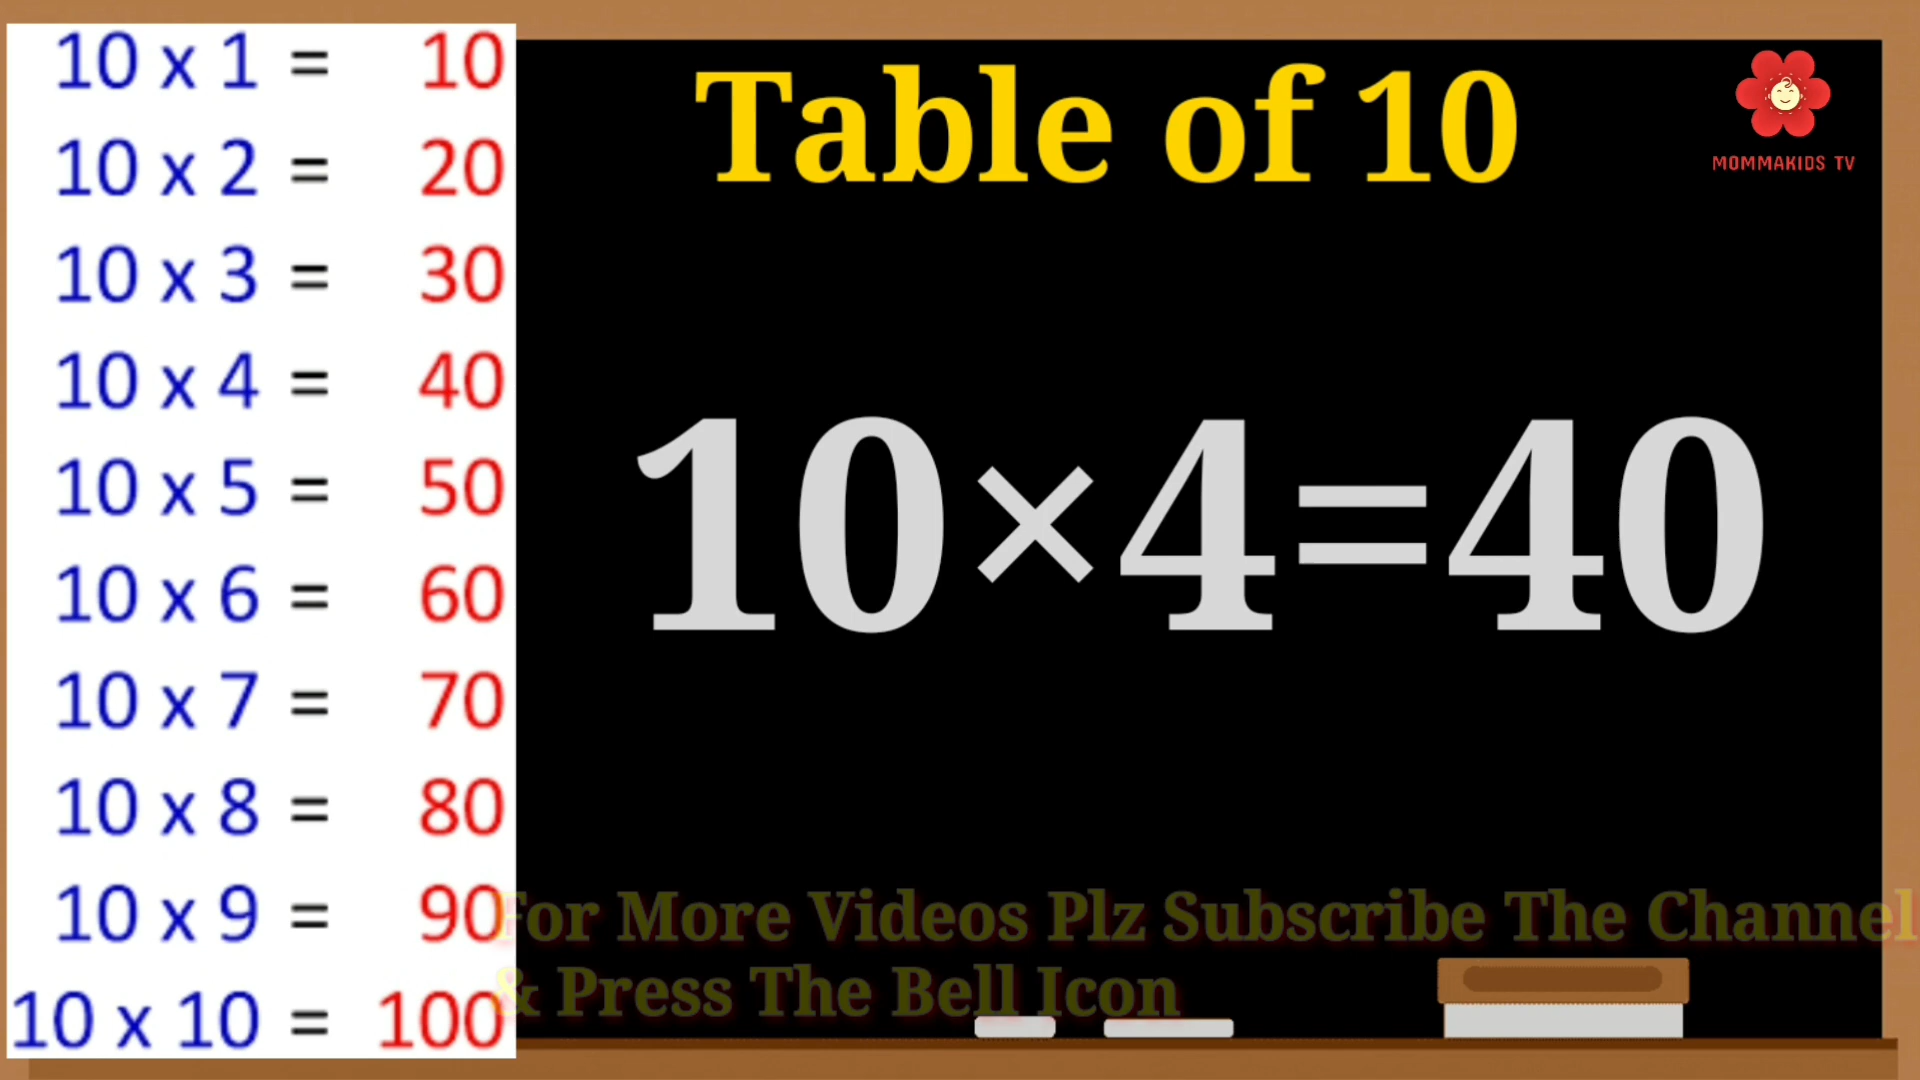 10 x 1 = 10
10 x 2 = 20
10 x 3 = 30
10 x 4 = 40
10 x 5 = 50
10 x 6 = 60
10 x 7 = 70
10 x 8 = 80
10 x 9 = 90
10 x 10 = 100
Table of 10
MOMMAKIDS TV
10×4=40
For More Videos Plz Subscribe The Channel
& Press The Bell Icon